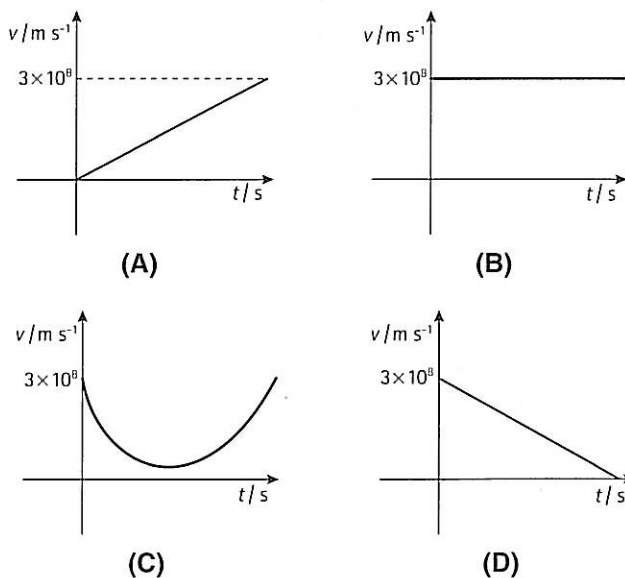 v/m s⁻¹
3×10⁸
t/s
(A)
v/m s⁻¹
3×10⁸
t/s
(B)
v/m s⁻¹
3×10⁸
t/s
(C)
v/m s⁻¹
3×10⁸
t/s
(D)